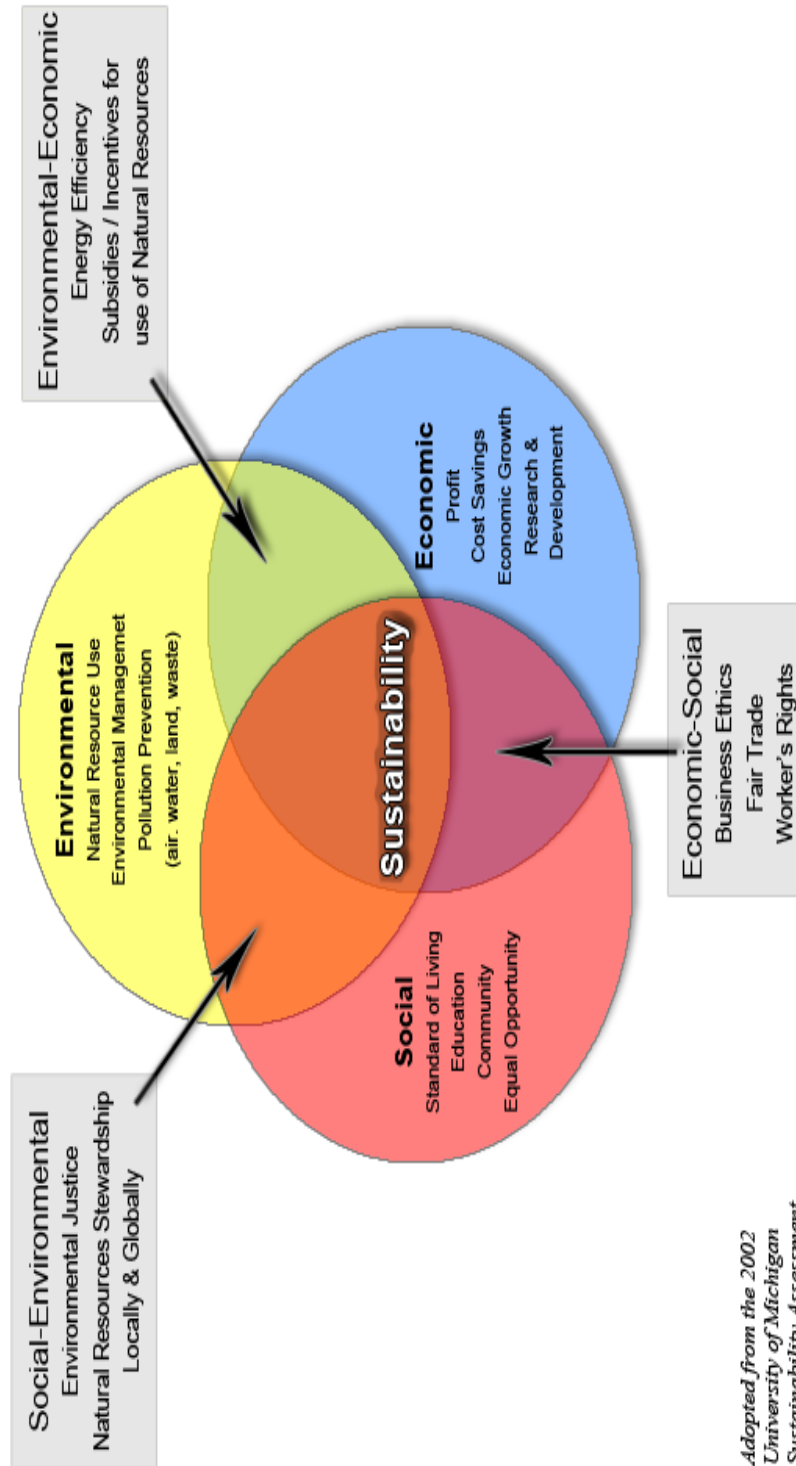 Social-Environmental
Environmental Justice
Natural Resources Stewardship
Locally & Globally
Environmental-Economic
Energy Efficiency
Subsidies / Incentives for
use of Natural Resources
Environmental
Natural Resource Use
Environmental Managemet
Pollution Prevention
(air. water, land, waste)
Sustainability
Social
Standard of Living
Education
Community
Equal Opportunity
Economic
Profit
Cost Savings
Economic Growth
Research &
Development
Economic-Social
Business Ethics
Fair Trade
Worker's Rights
Adopted from the 2002
University of Michigan
Sustainability Assessment